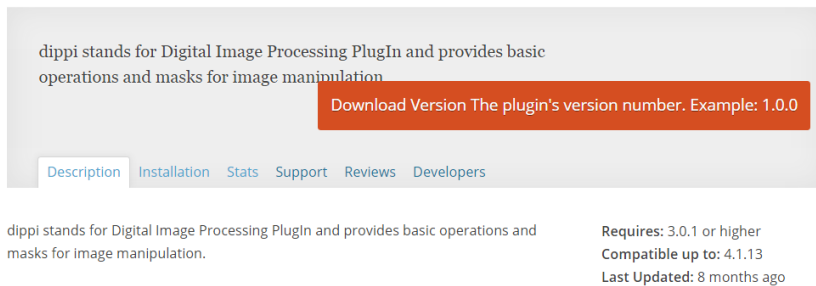 dippi stands for Digital Image Processing PlugIn and provides basic
operations and masks for image manipulation
Download Version The plugin's version number. Example: 1.0.0
Description Installation Stats Support Reviews Developers
dippi stands for Digital Image Processing PlugIn and provides basic operations and
masks for image manipulation.
Requires: 3.0.1 or higher
Compatible up to: 4.1.13
Last Updated: 8 months ago